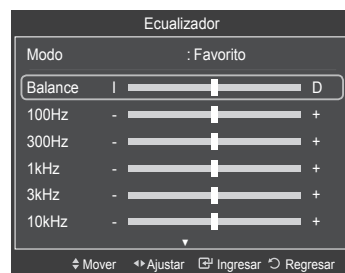 Ecualizador
Modo : Favorito
Balance I D
100Hz - +
300Hz - +
1kHz - +
3kHz - +
10kHz - +
Mover Ajustar Ingresar Regresar